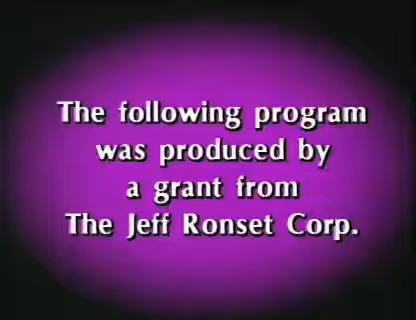 The following program
was produced by
a grant from
The Jeff Ronset Corp.